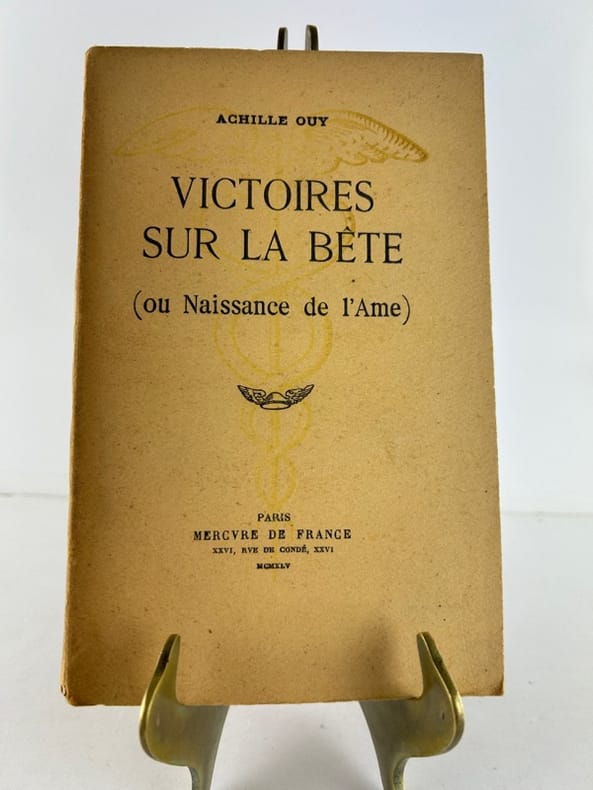 ACHILLE OUY
VICTOIRES
SUR LA BÊTE
(ou Naissance de l'Ame)
PARIS
MERCVRE DE FRANCE
XXVI, RVE DE CONDÉ, XXVI
MCMXLV